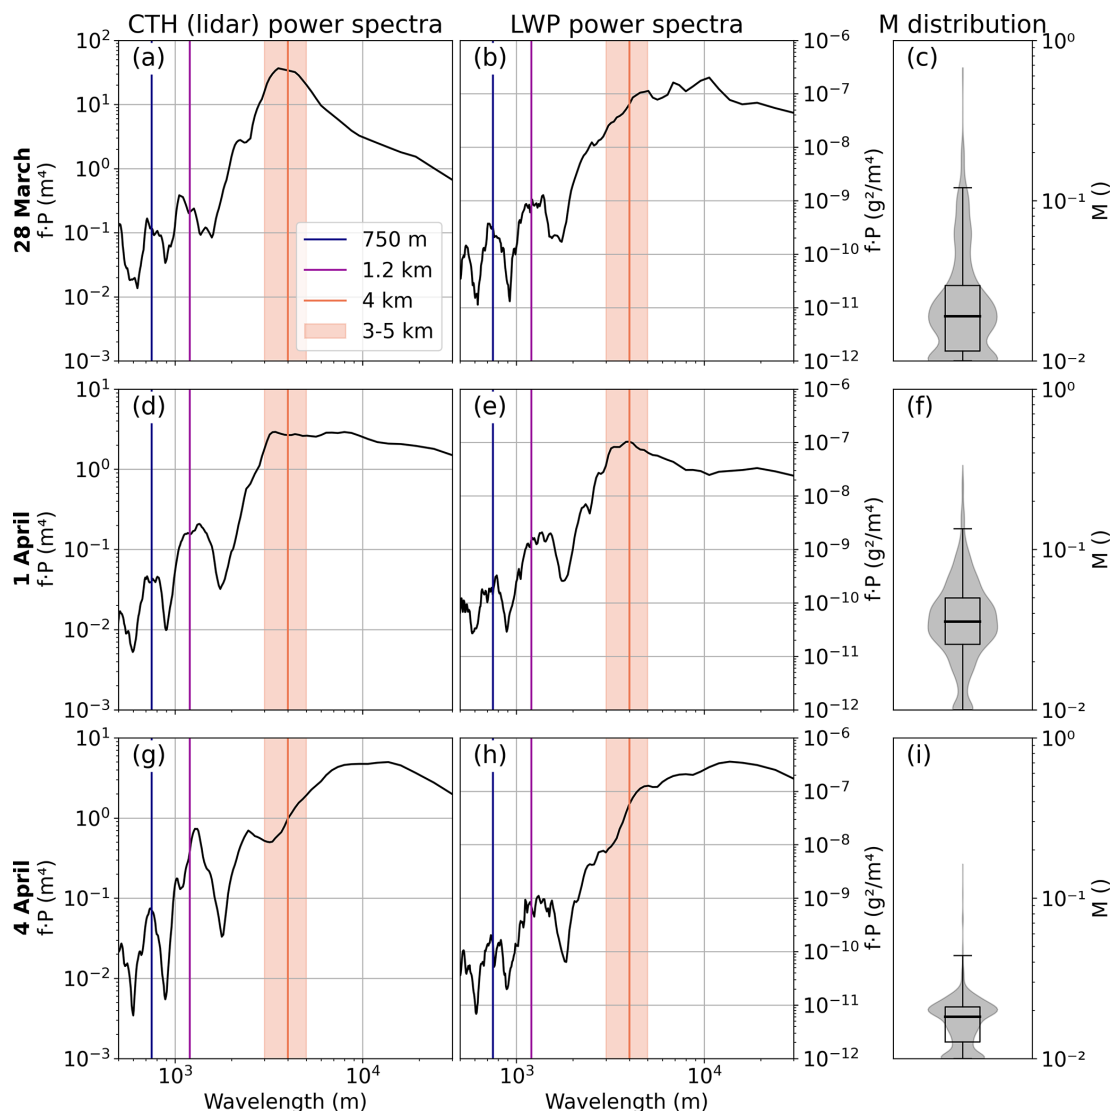 CTH (lidar) power spectra LWP power spectra M distribution
(a) (b) (c)
10² 10⁻⁶ 10⁰
10¹ 10⁻⁷
10⁰ 10⁻⁸
10⁻¹ 10⁻⁹ 10⁻¹
10⁻² 10⁻¹⁰
10⁻³ 10⁻¹¹
10⁻¹² 10⁻²
28 March
f·P (m⁴) f·P (g²/m⁴) M ()
750 m
1.2 km
4 km
3-5 km
(d) (e) (f)
10¹ 10⁻⁶ 10⁰
10⁰ 10⁻⁷
10⁻¹ 10⁻⁸
10⁻² 10⁻⁹ 10⁻¹
10⁻³ 10⁻¹⁰
10⁻¹¹
10⁻¹² 10⁻²
1 April
f·P (m⁴) f·P (g²/m⁴) M ()
(g) (h) (i)
10¹ 10⁻⁶ 10⁰
10⁰ 10⁻⁷
10⁻¹ 10⁻⁸
10⁻² 10⁻⁹ 10⁻¹
10⁻³ 10⁻¹⁰
10⁻¹¹
10⁻¹² 10⁻²
4 April
f·P (m⁴) f·P (g²/m⁴) M ()
10³ 10⁴ 10³ 10⁴
Wavelength (m) Wavelength (m)